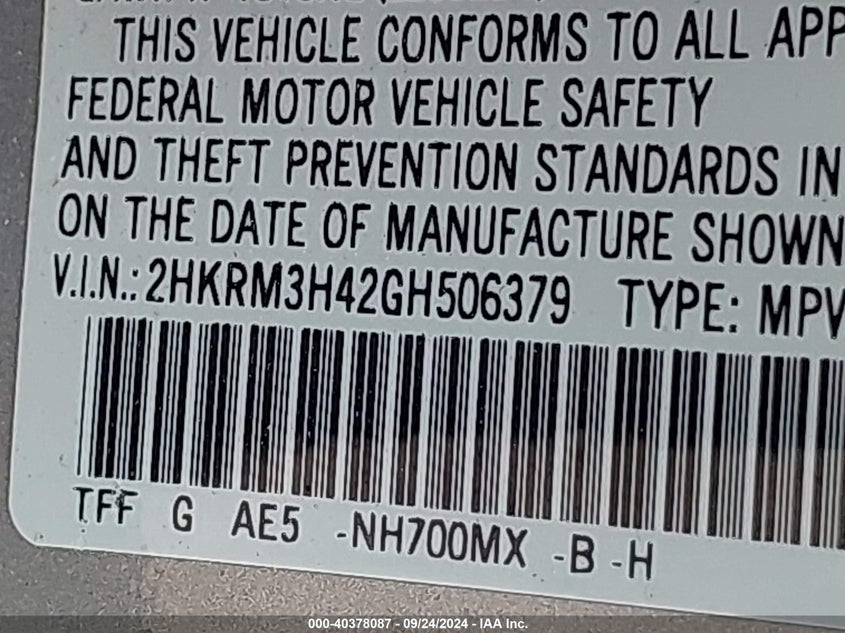 THIS VEHICLE CONFORMS TO ALL APP
FEDERAL MOTOR VEHICLE SAFETY
AND THEFT PREVENTION STANDARDS IN
ON THE DATE OF MANUFACTURE SHOWN
V.I.N.: 2HKRM3H42GH506379 TYPE: MPV
TFF G AE5 -NH700MX -B -H
000-40378087 - 09/24/2024 - IAA Inc.